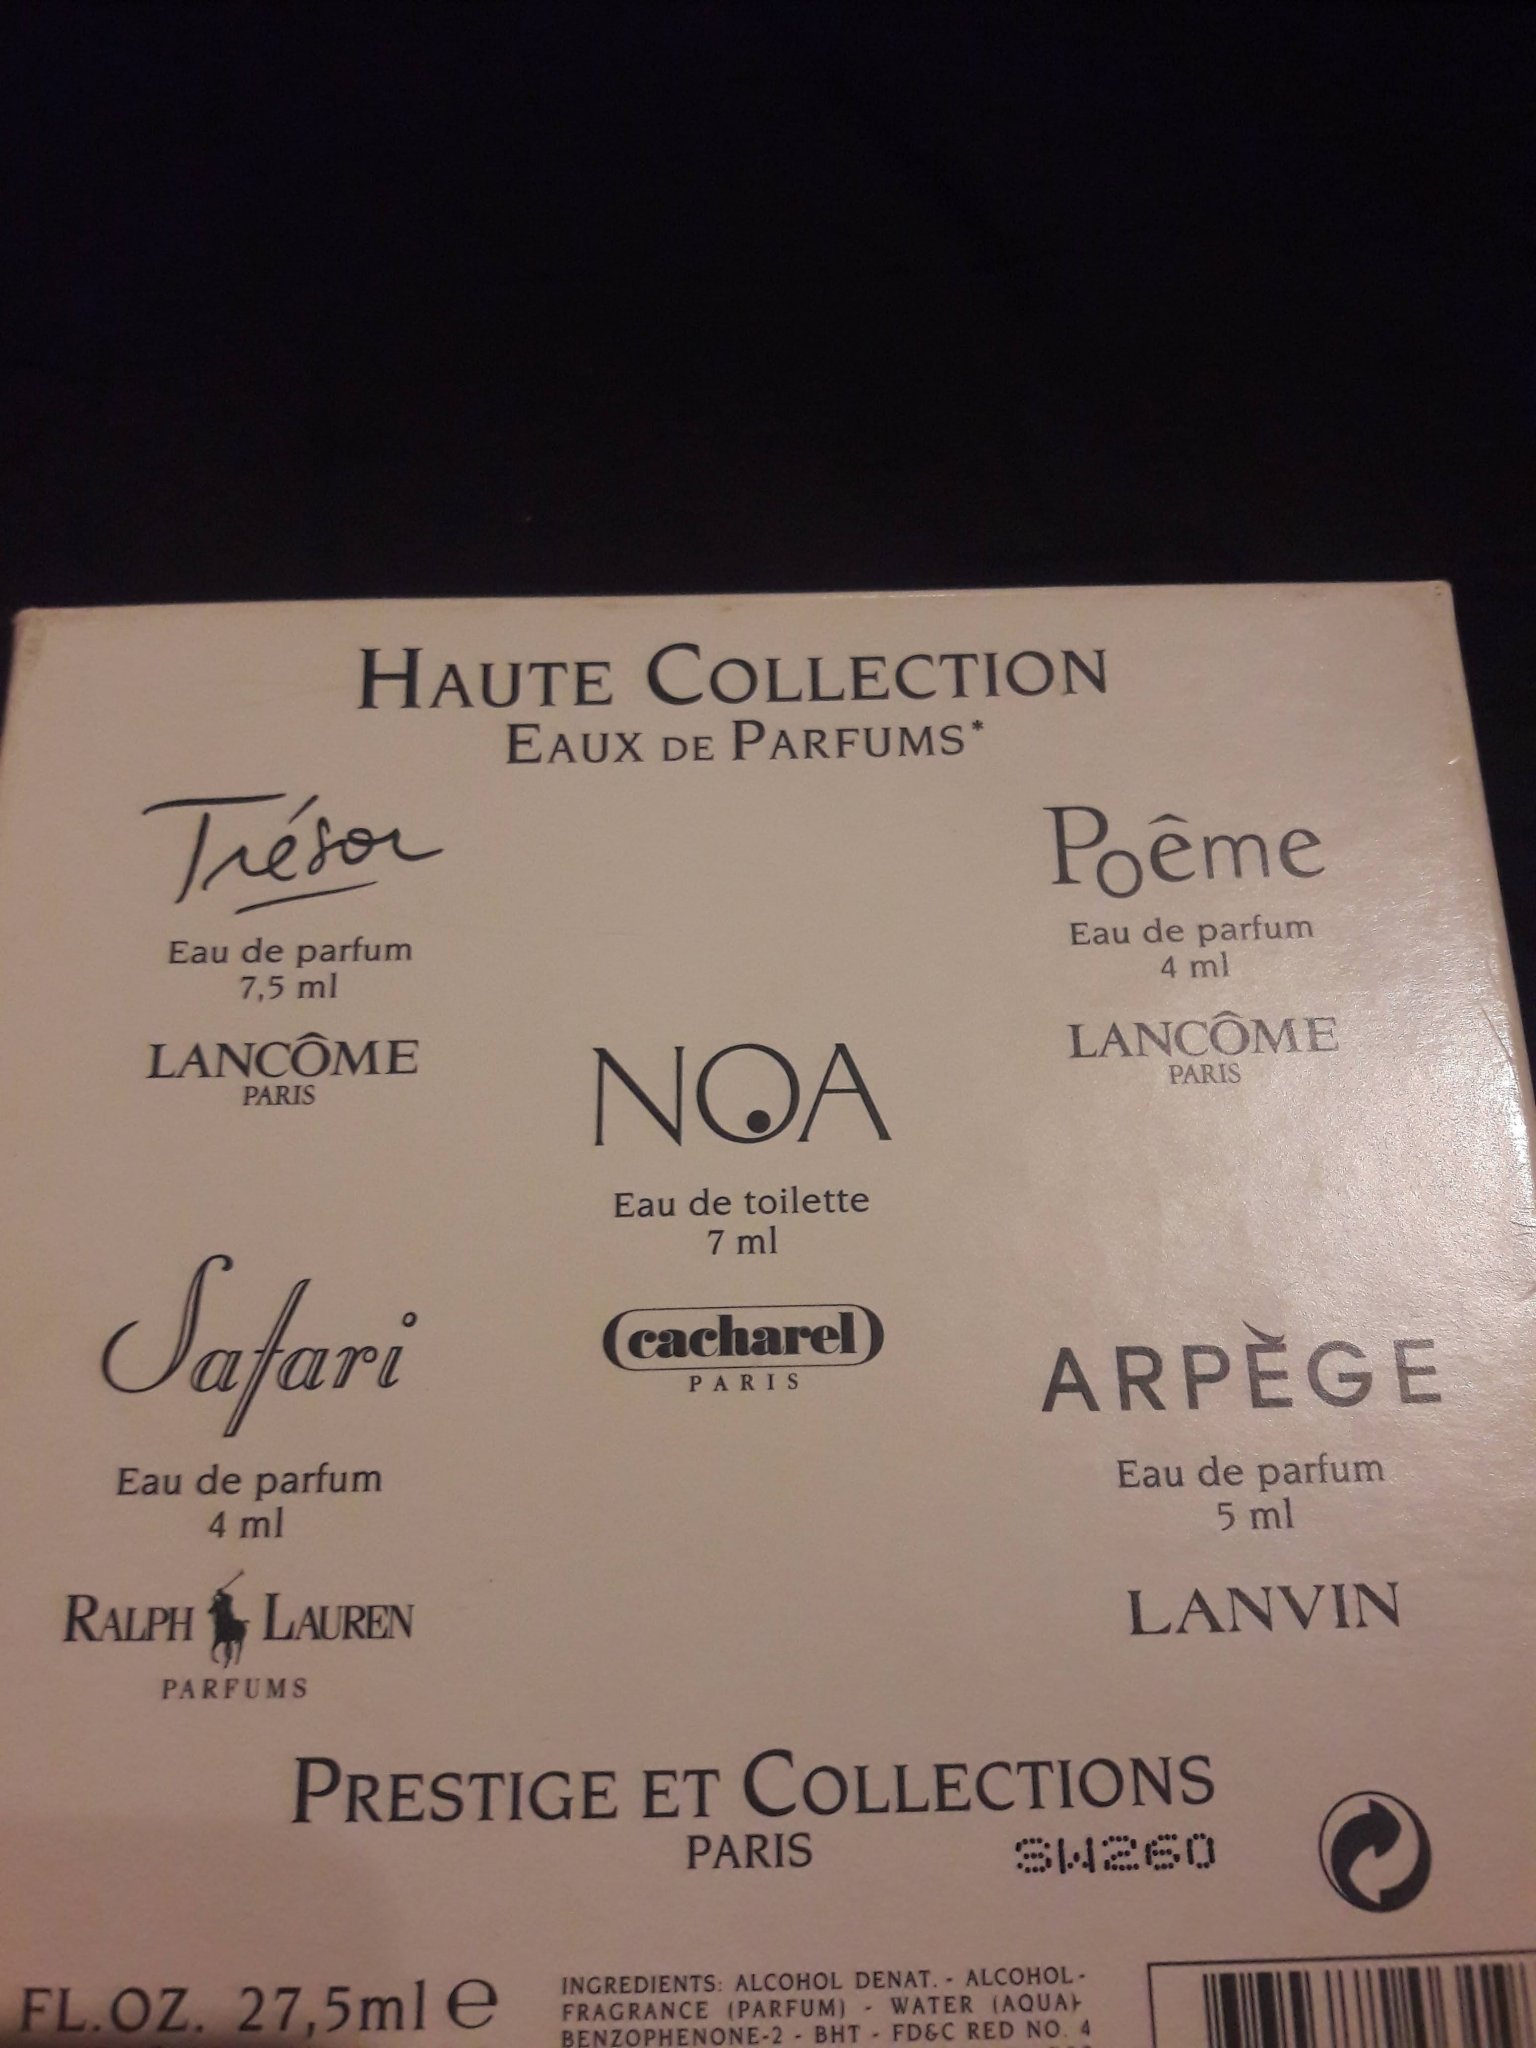 HAUTE COLLECTION
EAUX DE PARFUMS*
Trésor
Eau de parfum
7,5 ml
LANCÔME
PARIS
Poême
Eau de parfum
4 ml
LANCÔME
PARIS
NOA
Eau de toilette
7 ml
cacharel
PARIS
Safari
Eau de parfum
4 ml
RALPH LAUREN
PARFUMS
ARPÈGE
Eau de parfum
5 ml
LANVIN
PRESTIGE ET COLLECTIONS
PARIS
SW260
FL.OZ. 27,5ml e
INGREDIENTS: ALCOHOL DENAT. - ALCOHOL-
FRAGRANCE (PARFUM) - WATER (AQUA)-
BENZOPHENONE-2 - BHT - FD&C RED NO. 4